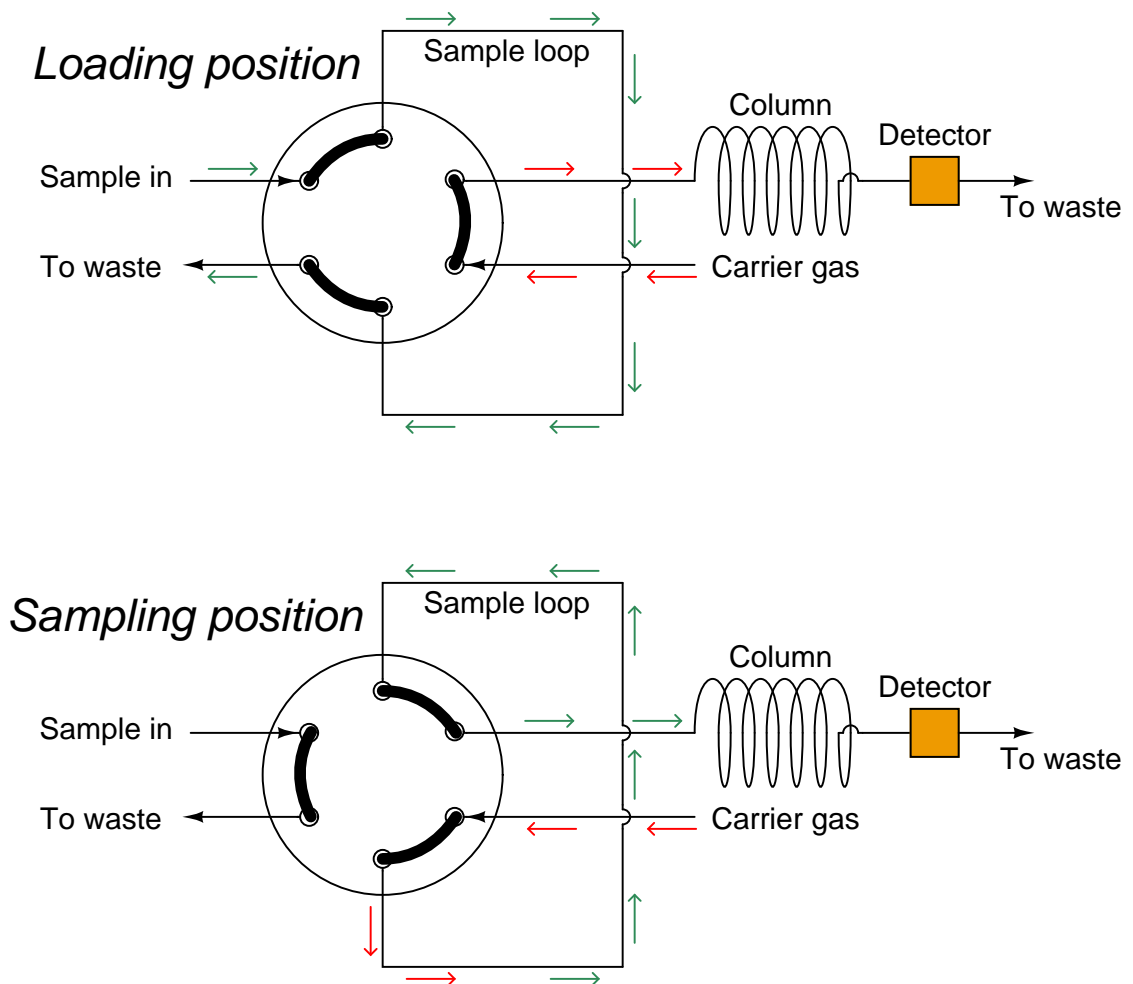 Loading position
Sample loop
Column
Detector
Sample in
To waste
To waste
Carrier gas
Sampling position
Sample loop
Column
Detector
Sample in
To waste
To waste
Carrier gas